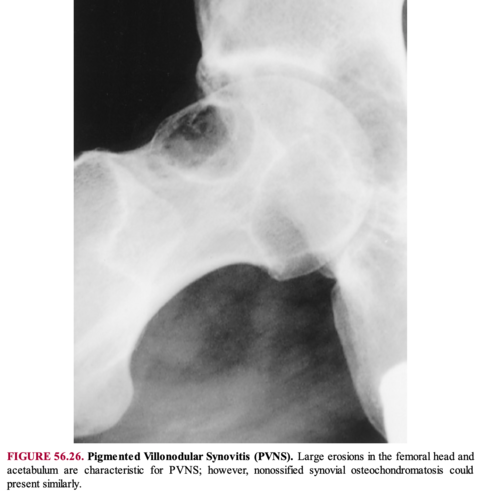 FIGURE 56.26. Pigmented Villonodular Synovitis (PVNS). Large erosions in the femoral head and
acetabulum are characteristic for PVNS; however, nonossified synovial osteochondromatosis could
present similarly.